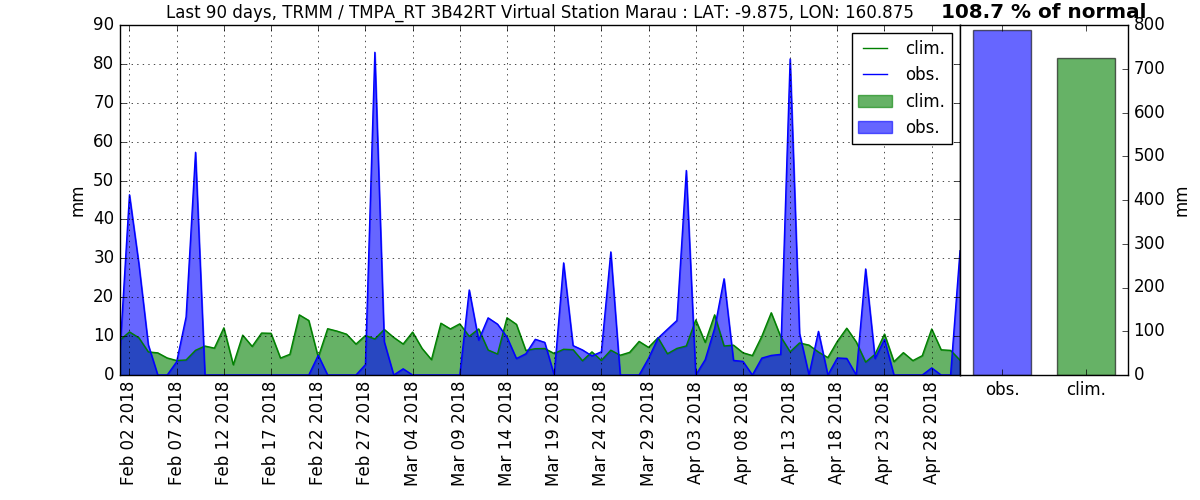 Last 90 days, TRMM / TMPA_RT 3B42RT Virtual Station Marau : LAT: -9.875, LON: 160.875
108.7 % of normal
90
80
70
60
50
40
30
20
10
0
mm
clim.
obs.
clim.
obs.
Feb 02 2018
Feb 07 2018
Feb 12 2018
Feb 17 2018
Feb 22 2018
Feb 27 2018
Mar 04 2018
Mar 09 2018
Mar 14 2018
Mar 19 2018
Mar 24 2018
Mar 29 2018
Apr 03 2018
Apr 08 2018
Apr 13 2018
Apr 18 2018
Apr 23 2018
Apr 28 2018
800
700
600
500
400
300
200
100
0
mm
obs.
clim.